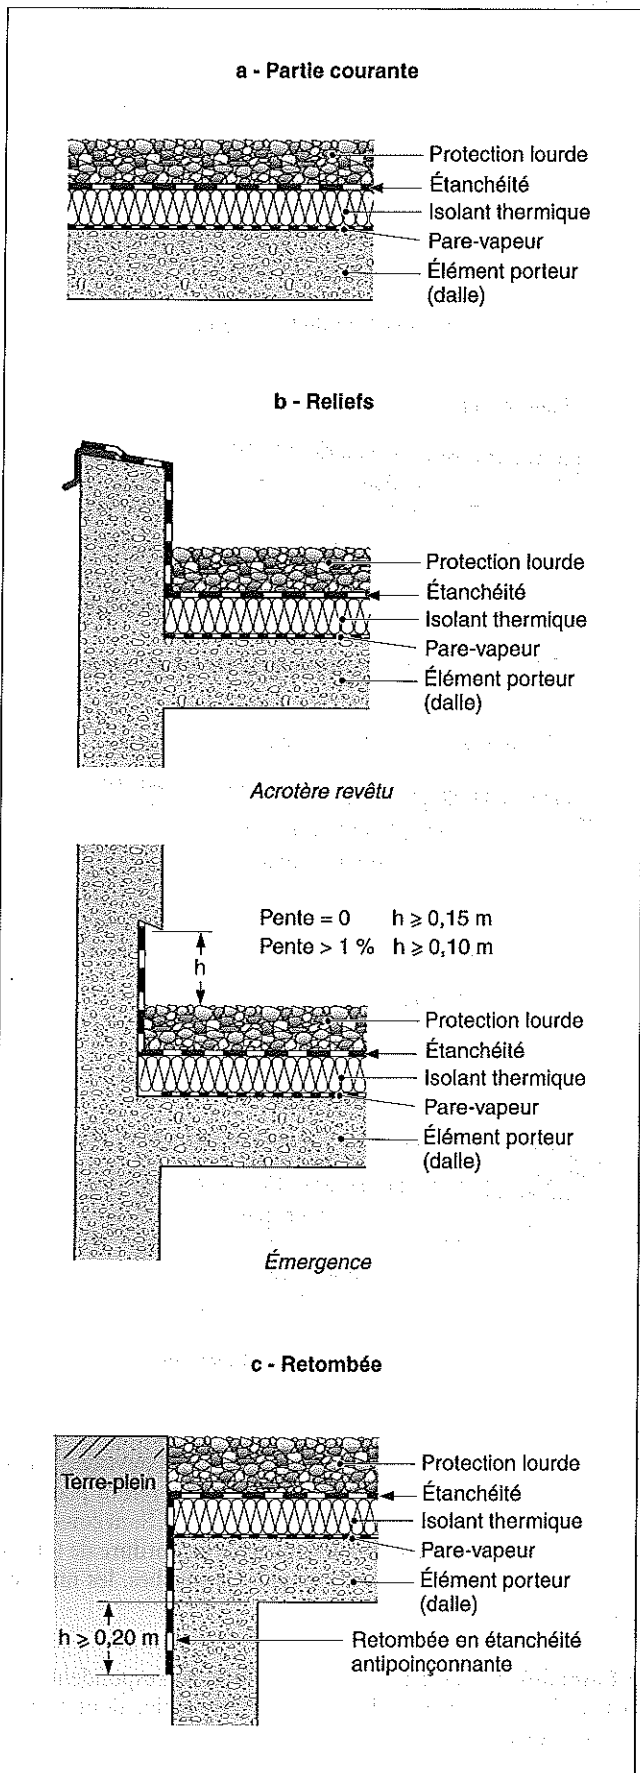 a - Partie courante
Protection lourde
Étanchéité
Isolant thermique
Pare-vapeur
Élément porteur
(dalle)
b - Reliefs
Protection lourde
Étanchéité
Isolant thermique
Pare-vapeur
Élément porteur
(dalle)
Acrotère revêtu
Pente = 0 h ⩾ 0,15 m
Pente > 1 % h ⩾ 0,10 m
h
Protection lourde
Étanchéité
Isolant thermique
Pare-vapeur
Élément porteur
(dalle)
Émergence
c - Retombée
Terre-plein
Protection lourde
Étanchéité
Isolant thermique
Pare-vapeur
Élément porteur
(dalle)
h ⩾ 0,20 m
Retombée en étanchéité
antipoinçonnante